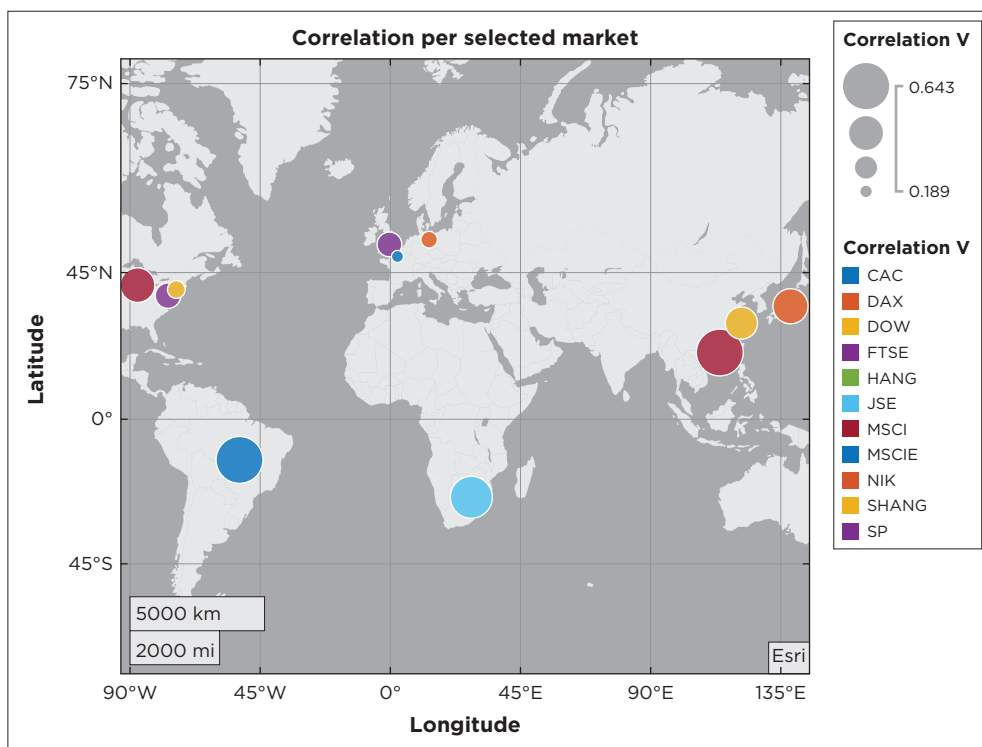 Correlation per selected market
75°N
45°N
0°
45°S
Latitude
5000 km
2000 mi
Esri
90°W
45°W
0°
45°E
90°E
135°E
Longitude
Correlation V
0.643
0.189
Correlation V
CAC
DAX
DOW
FTSE
HANG
JSE
MSCI
MSCIE
NIK
SHANG
SP